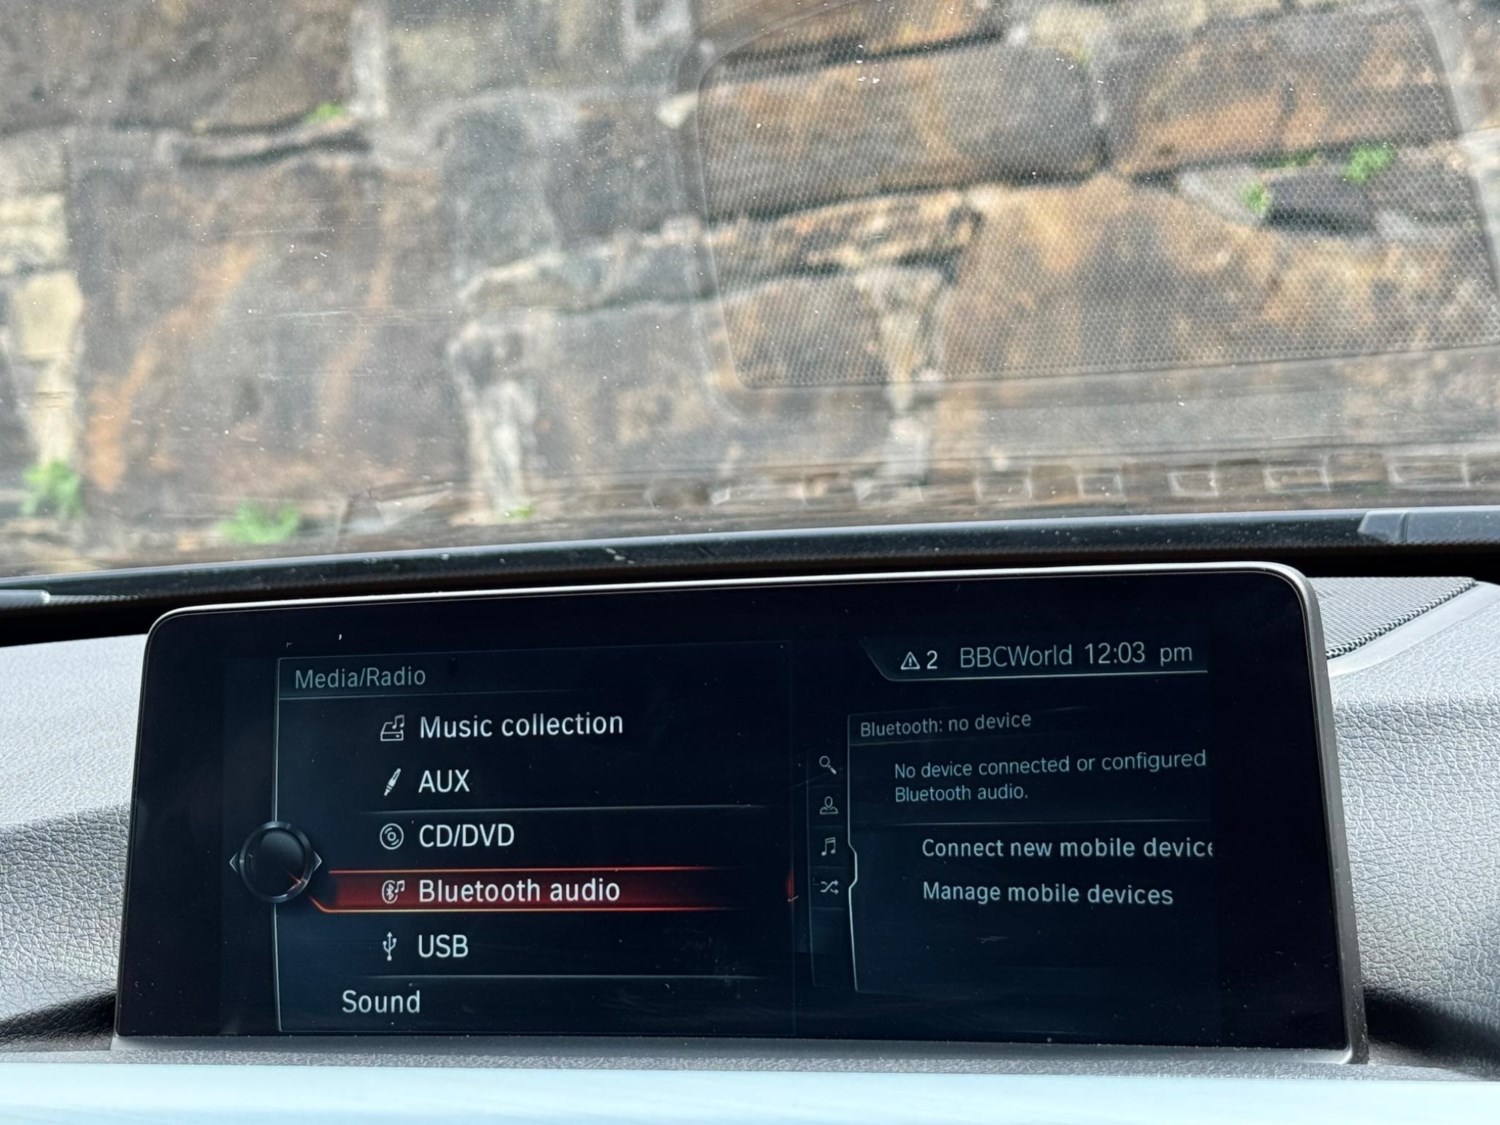 Media/Radio
2 BBCWorld 12:03 pm
Music collection
AUX
CD/DVD
Bluetooth audio
USB
Sound
Bluetooth: no device
No device connected or configured
Bluetooth audio.
Connect new mobile device
Manage mobile devices